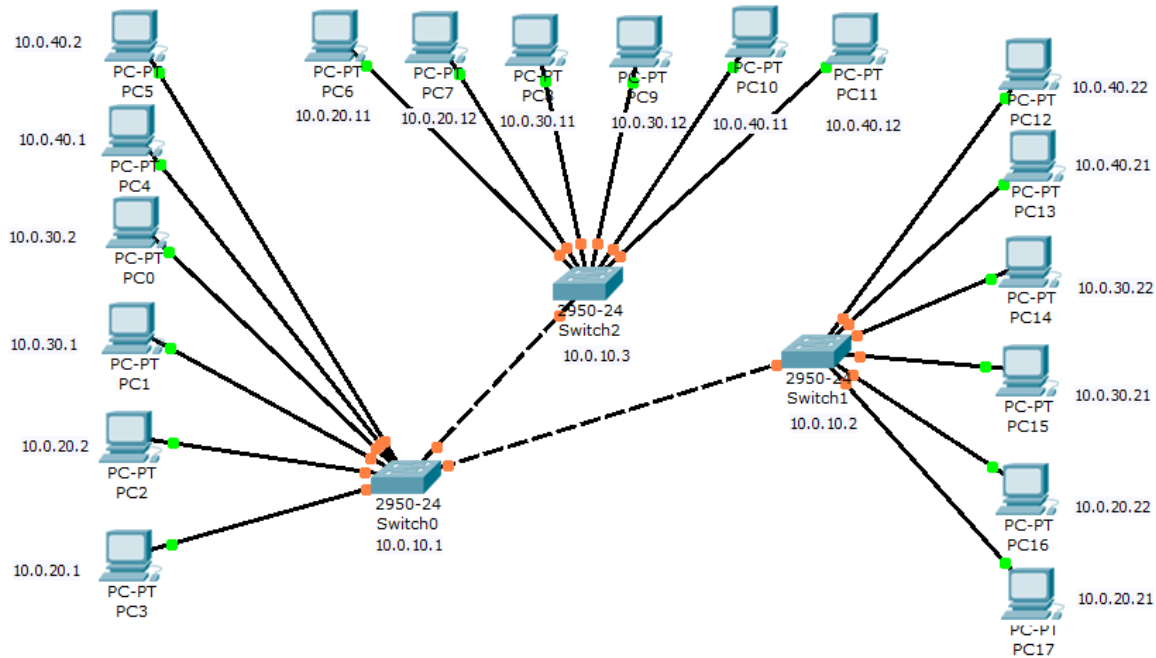 10.0.40.2
PC-PT
PC5
10.0.40.1
PC-PT
PC4
10.0.30.2
PC-PT
PC0
10.0.30.1
PC-PT
PC1
10.0.20.2
PC-PT
PC2
10.0.20.1
PC-PT
PC3
PC-PT
PC6
10.0.20.11
PC-PT
PC7
10.0.20.12
PC-PT
PC8
10.0.30.11
PC-PT
PC9
10.0.30.12
PC-PT
PC10
10.0.40.11
PC-PT
PC11
10.0.40.12
2950-24
Switch2
10.0.10.3
2950-24
Switch1
10.0.10.2
2950-24
Switch0
10.0.10.1
PC-PT
PC12
10.0.40.22
PC-PT
PC13
10.0.40.21
PC-PT
PC14
10.0.30.22
PC-PT
PC15
10.0.30.21
PC-PT
PC16
10.0.20.22
PC-PT
PC17
10.0.20.21